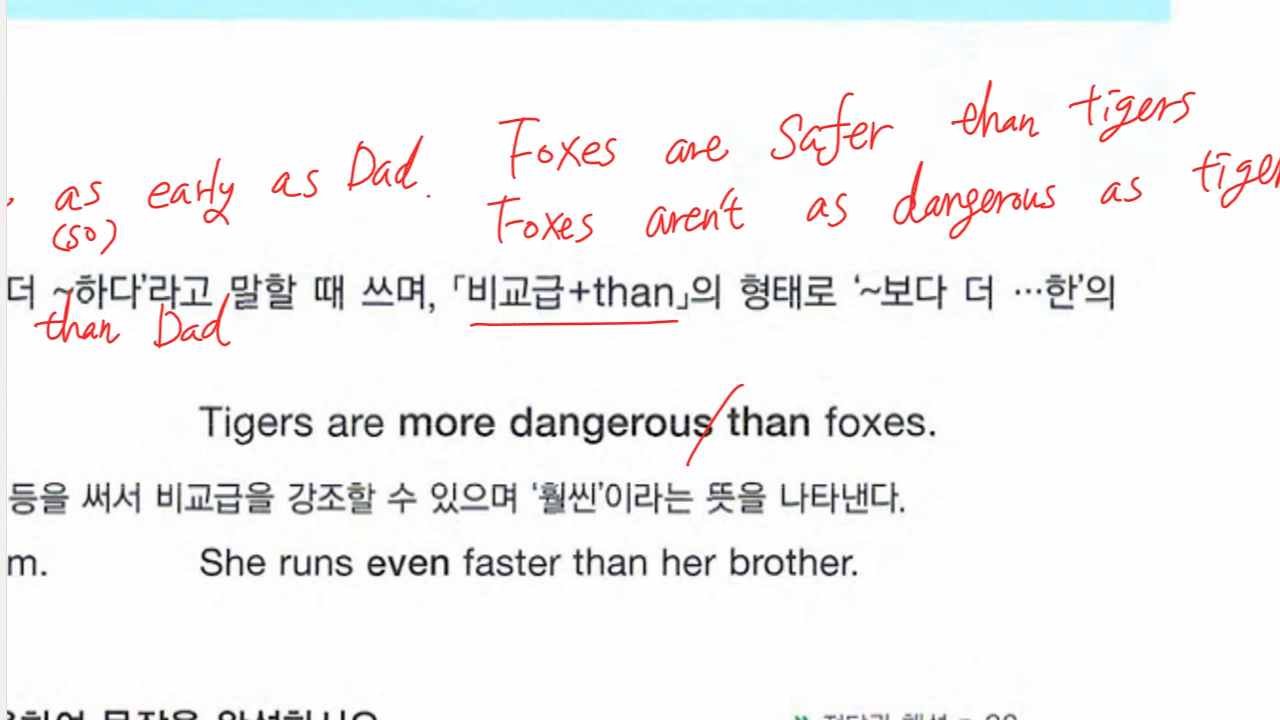 Foxes are safer than tigers
as early as Dad.
Foxes aren't as dangerous as tiger
(so)
더 ~하다'라고 말할 때 쓰며, 「비교급+than」의 형태로 '~보다 더 …한'의
than Dad
Tigers are more dangerous than foxes.
등을 써서 비교급을 강조할 수 있으며 '훨씬'이라는 뜻을 나타낸다.
m. She runs even faster than her brother.